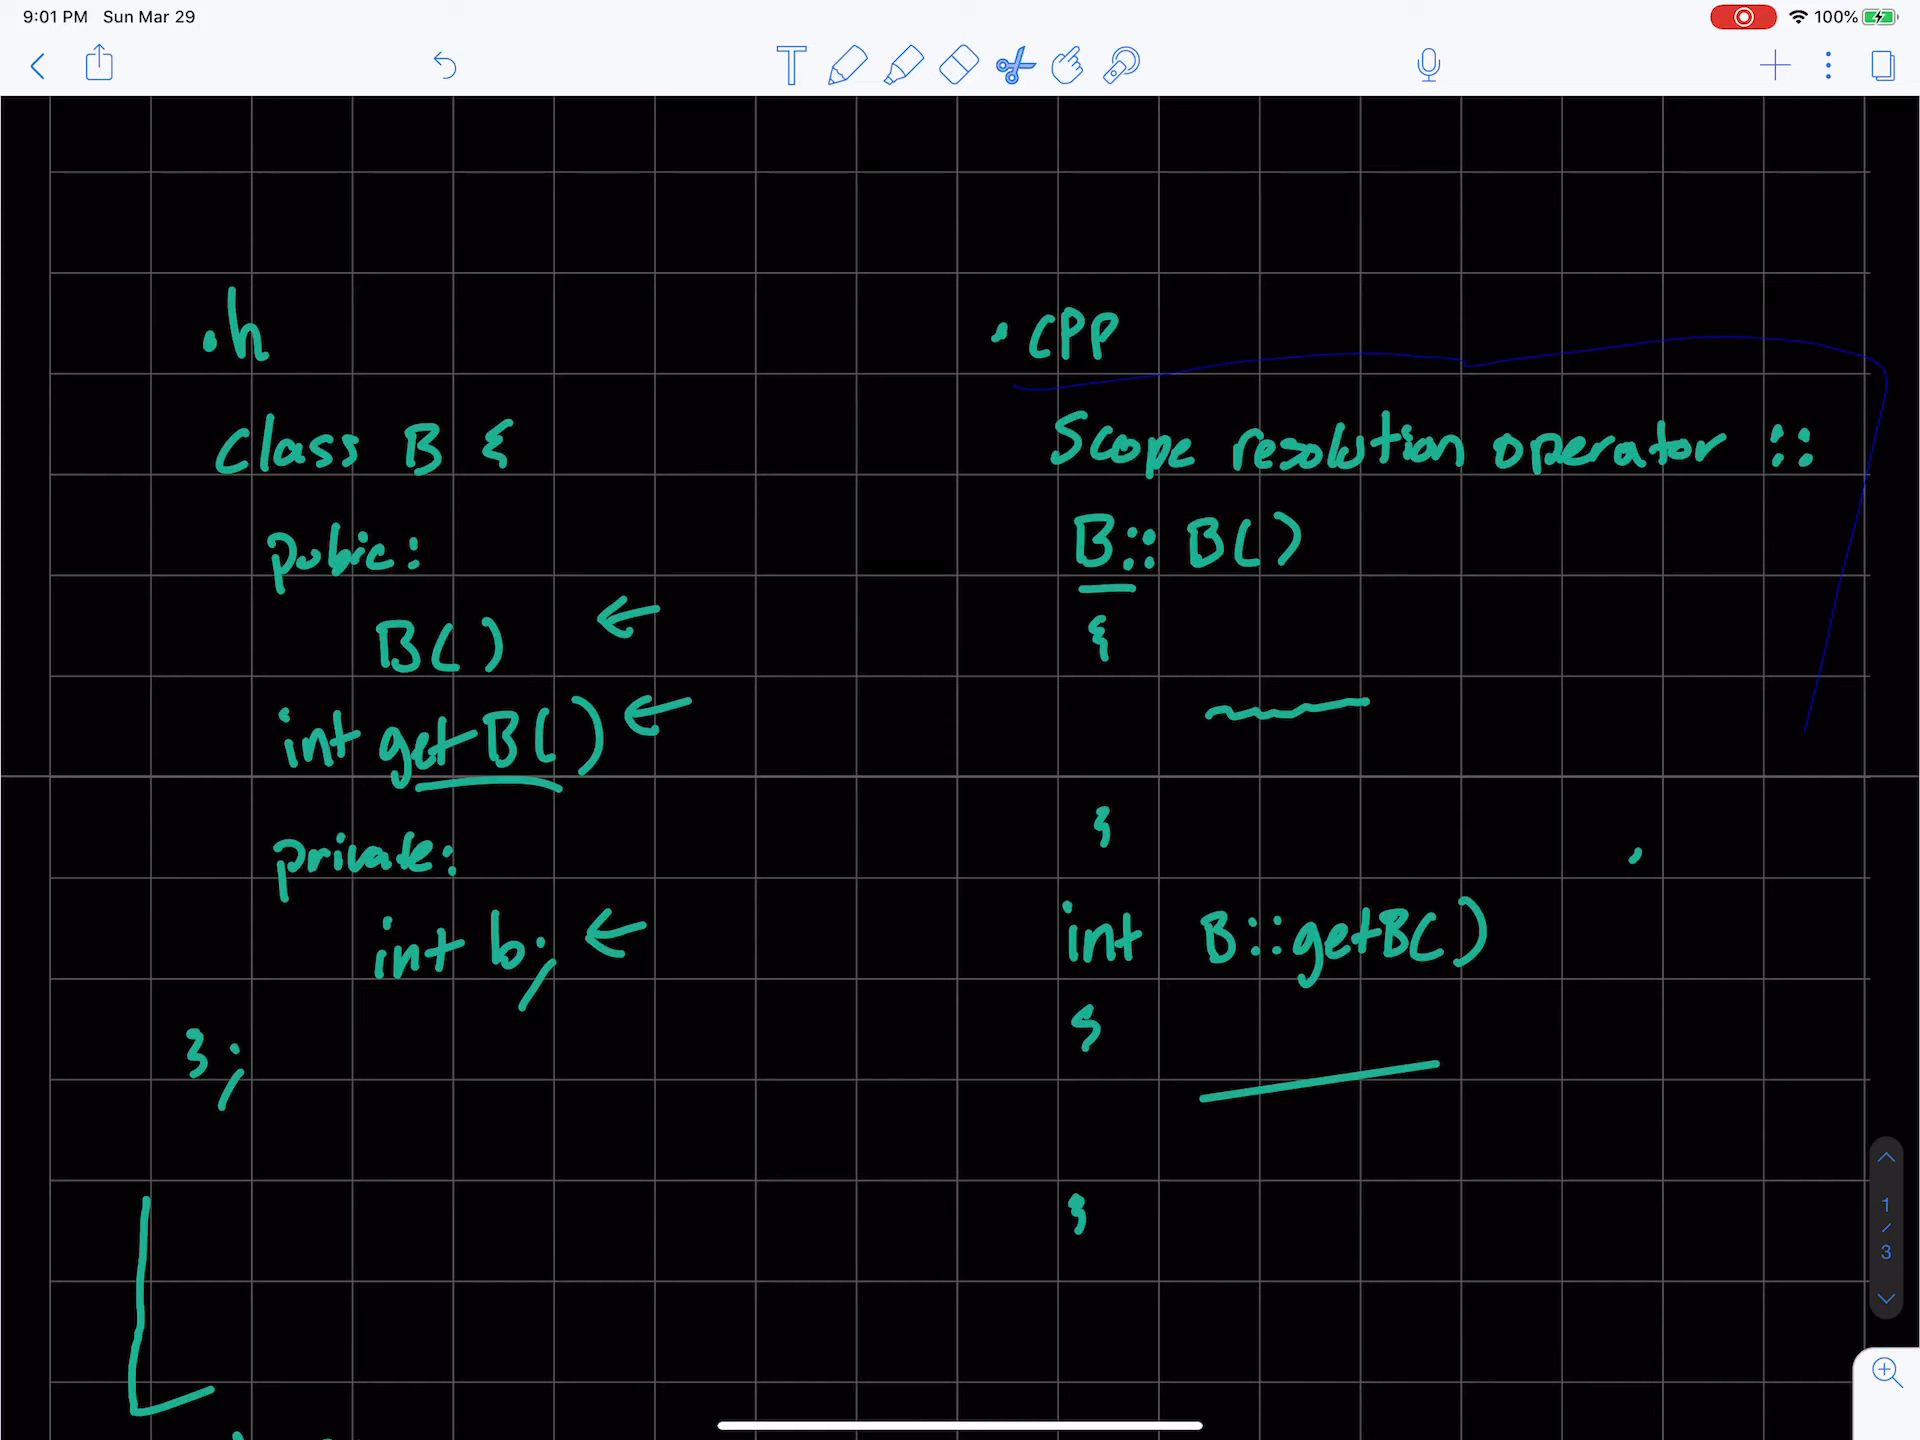 9:01 PM Sun Mar 29
100%
T
.h
class B {
pubic:
B()
int getB()
private:
int b;
};
.cpp
Scope resolution operator ::
B:: B()
{
}
int B::getB()
{
}
1
/
3